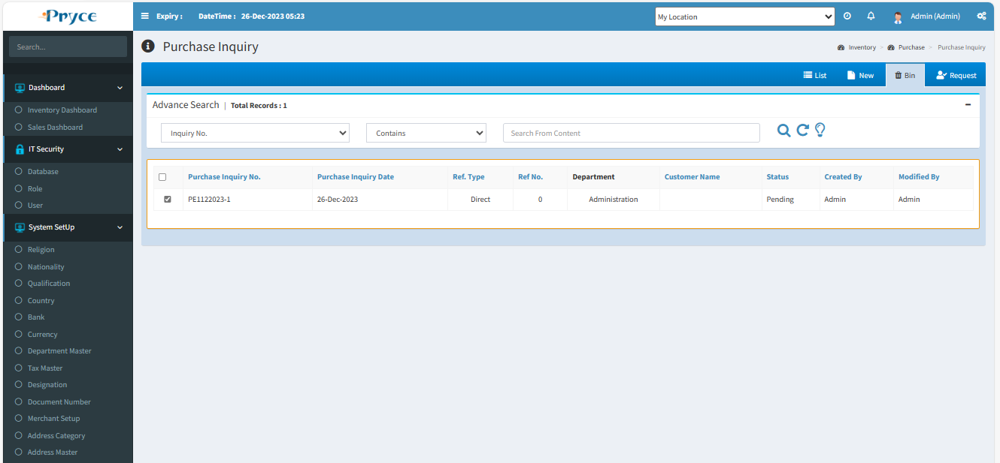 Pryce
Expiry :
DateTime : 26-Dec-2023 05:23
My Location
Admin (Admin)
Search...
Dashboard
Inventory Dashboard
Sales Dashboard
IT Security
Database
Role
User
System SetUp
Religion
Nationality
Qualification
Country
Bank
Currency
Department Master
Tax Master
Designation
Document Number
Merchant Setup
Address Category
Address Master
Purchase Inquiry
Inventory > Purchase > Purchase Inquiry
List New Bin Request
Advance Search | Total Records : 1
Inquiry No. Contains Search From Content
Purchase Inquiry No. Purchase Inquiry Date Ref. Type Ref No. Department Customer Name Status Created By Modified By
PE1122023-1 26-Dec-2023 Direct 0 Administration Pending Admin Admin